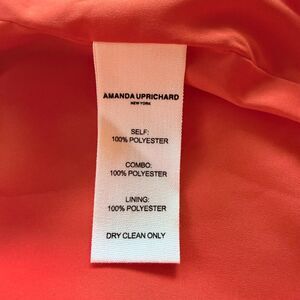 AMANDA UPRICHARD
NEW YORK
SELF:
100% POLYESTER
COMBO:
100% POLYESTER
LINING:
100% POLYESTER
DRY CLEAN ONLY